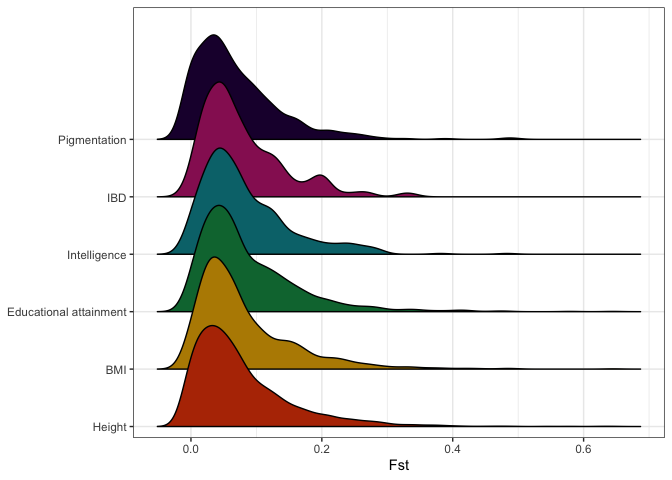 Pigmentation
IBD
Intelligence
Educational attainment
BMI
Height
0.0 0.2 0.4 0.6
Fst